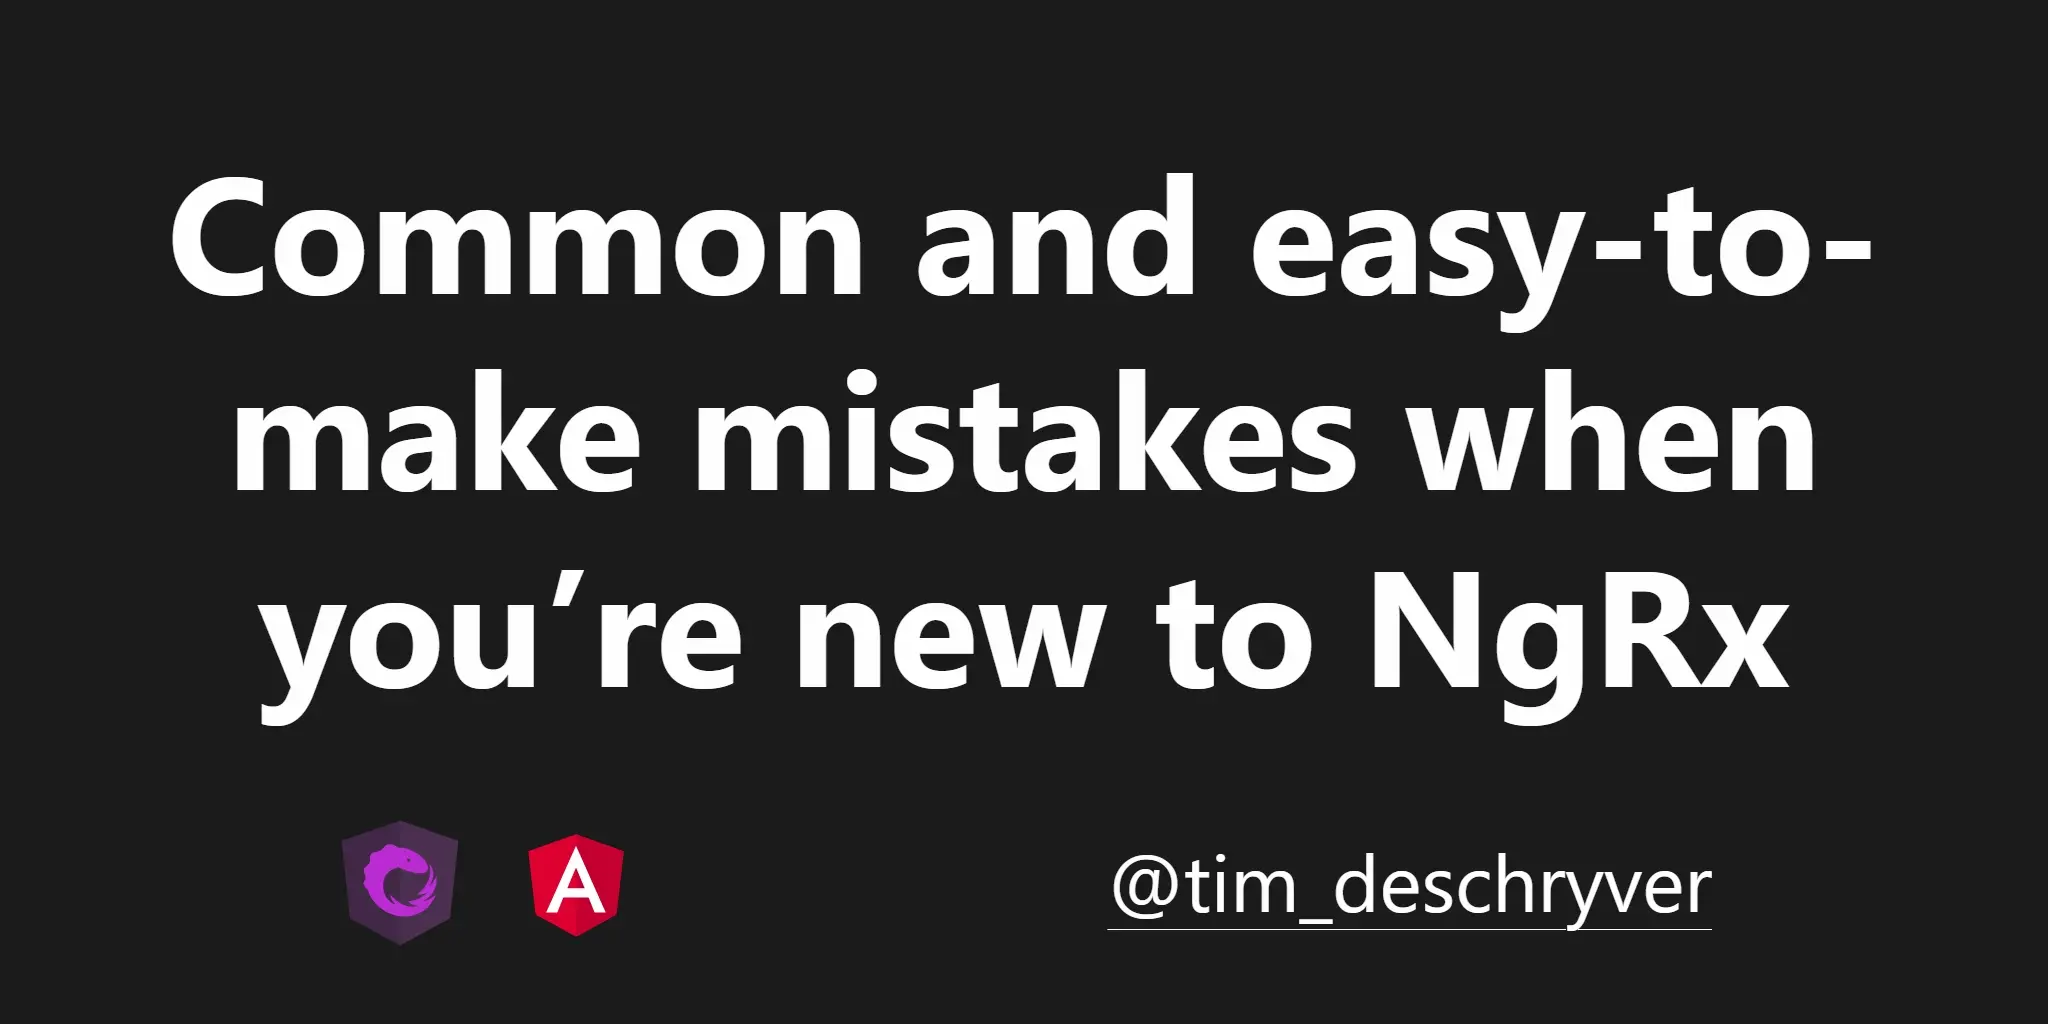 Common and easy-to-
make mistakes when
you’re new to NgRx
@tim_deschryver